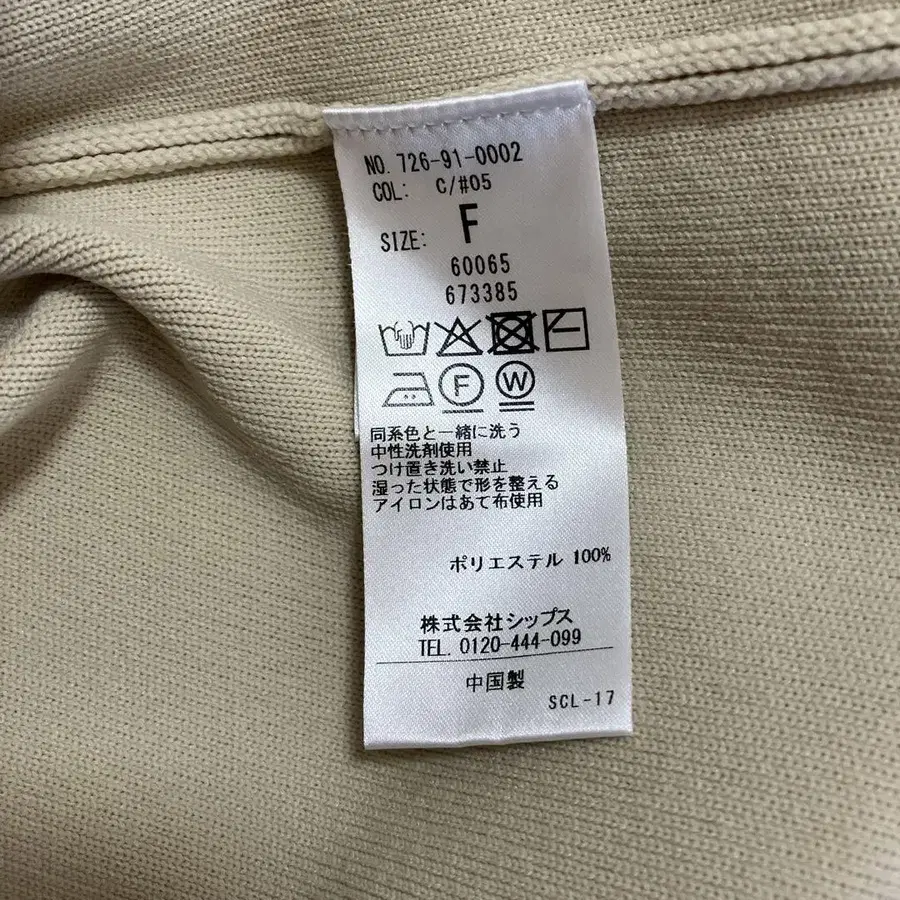 NO. 726-91-0002
COL: C/#05
SIZE: F
60065
673385
F W
同系色と一緒に洗う
中性洗剤使用
つけ置き洗い禁止
湿った状態で形を整える
アイロンはあて布使用
ポリエステル 100%
株式会社シップス
TEL. 0120-444-099
中国製
SCL-17